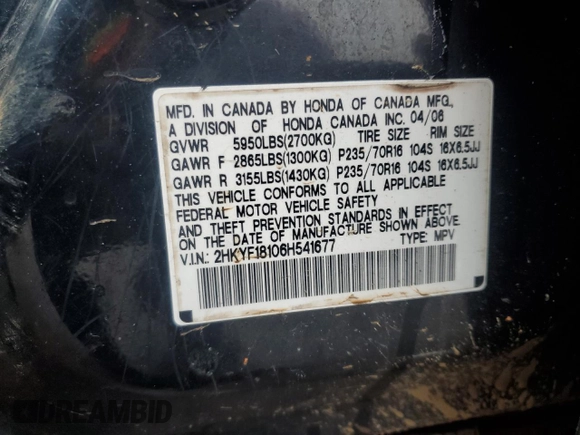 MFD. IN CANADA BY HONDA OF CANADA MFG.,
A DIVISION OF HONDA CANADA INC. 04/06
GVWR 5950LBS(2700KG) TIRE SIZE RIM SIZE
GAWR F 2865LBS(1300KG) P235/70R16 104S 16X6.5JJ
GAWR R 3155LBS(1430KG) P235/70R16 104S 16X6.5JJ
THIS VEHICLE CONFORMS TO ALL APPLICABLE
FEDERAL MOTOR VEHICLE SAFETY
AND THEFT PREVENTION STANDARDS IN EFFECT
ON THE DATE OF MANUFACTURE SHOWN ABOVE.
V.I.N.: 2HKYF18106H541677 TYPE: MPV
DREAMBID